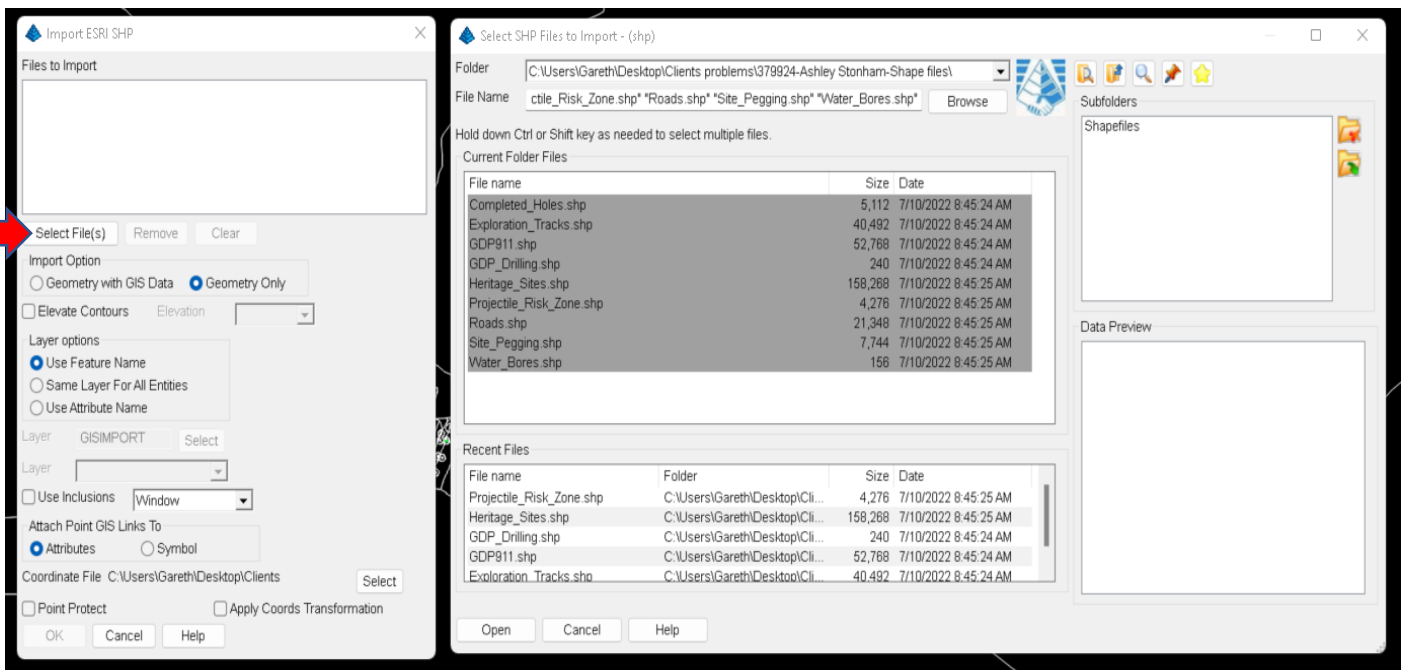 Import ESRI SHP
Files to Import
Select File(s) Remove Clear
Import Option
Geometry with GIS Data Geometry Only
Elevate Contours Elevation
Layer options
Use Feature Name
Same Layer For All Entities
Use Attribute Name
Layer GISIMPORT Select
Layer
Use Inclusions Window
Attach Point GIS Links To
Attributes Symbol
Coordinate File C:\Users\Gareth\Desktop\Clients Select
Point Protect Apply Coords Transformation
OK Cancel Help
Select SHP Files to Import - (shp)
Folder C:\Users\Gareth\Desktop\Clients problems\379924-Ashley Stonham-Shape files\
File Name ctile_Risk_Zone.shp" "Roads.shp" "Site_Pegging.shp" "Water_Bores.shp" Browse
Hold down Ctrl or Shift key as needed to select multiple files.
Current Folder Files
File name Size Date
Completed_Holes.shp 5,112 7/10/2022 8:45:24 AM
Exploration_Tracks.shp 40,492 7/10/2022 8:45:24 AM
GDP911.shp 52,768 7/10/2022 8:45:24 AM
GDP_Drilling.shp 240 7/10/2022 8:45:24 AM
Heritage_Sites.shp 158,268 7/10/2022 8:45:25 AM
Projectile_Risk_Zone.shp 4,276 7/10/2022 8:45:25 AM
Roads.shp 21,348 7/10/2022 8:45:25 AM
Site_Pegging.shp 7,744 7/10/2022 8:45:25 AM
Water_Bores.shp 156 7/10/2022 8:45:25 AM
Recent Files
File name Folder Size Date
Projectile_Risk_Zone.shp C:\Users\Gareth\Desktop\Cli... 4,276 7/10/2022 8:45:25 AM
Heritage_Sites.shp C:\Users\Gareth\Desktop\Cli... 158,268 7/10/2022 8:45:25 AM
GDP_Drilling.shp C:\Users\Gareth\Desktop\Cli... 240 7/10/2022 8:45:24 AM
GDP911.shp C:\Users\Gareth\Desktop\Cli... 52,768 7/10/2022 8:45:24 AM
Exploration_Tracks.shp C:\Users\Gareth\Desktop\Cli... 40,492 7/10/2022 8:45:24 AM
Open Cancel Help
Subfolders
Shapefiles
Data Preview